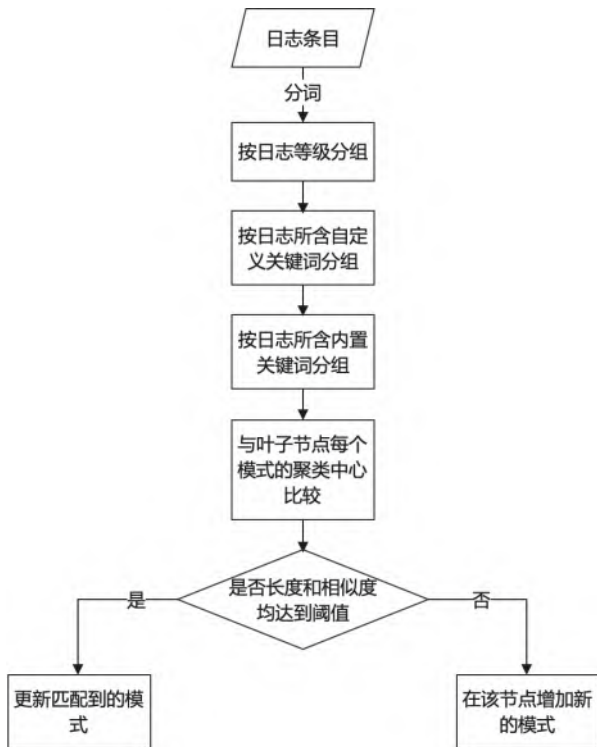 日志条目
分词
按日志等级分组
按日志所含自定
义关键词分组
按日志所含内置
关键词分组
与叶子节点每个
模式的聚类中心
比较
是否长度和相似度
均达到阈值
是
否
更新匹配到的模
式
在该节点增加新
的模式